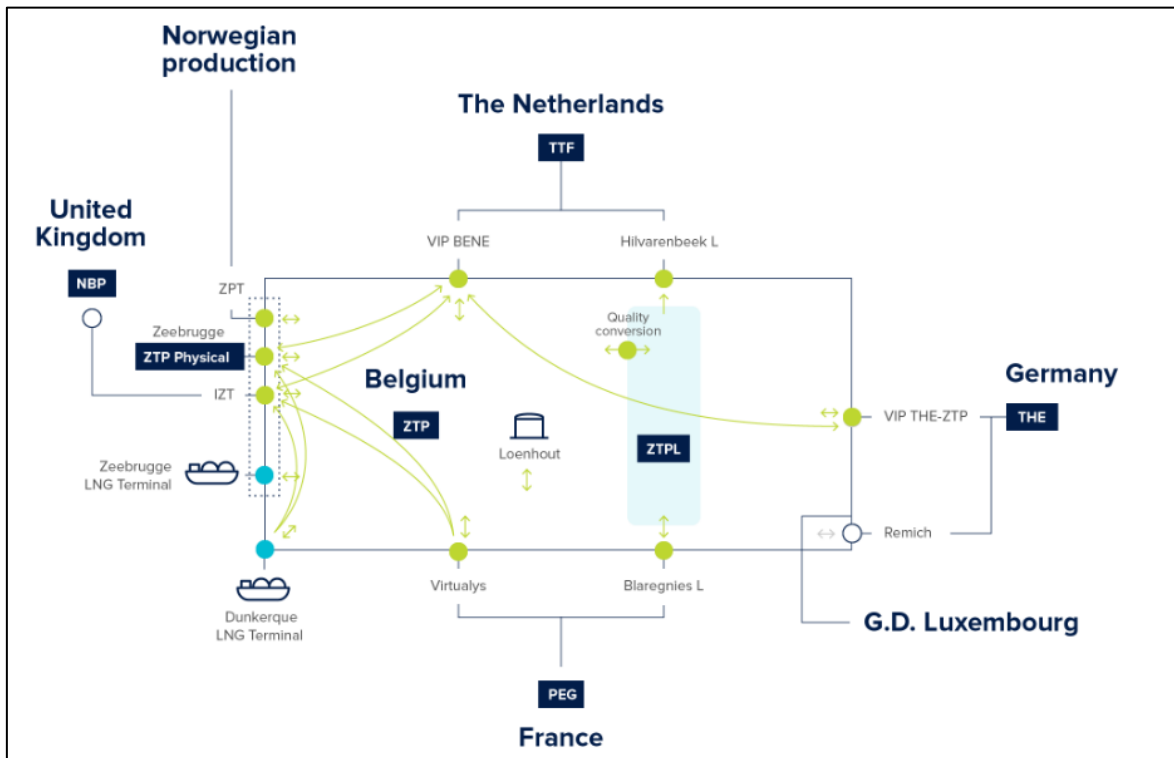 Norwegian
production
The Netherlands
TTF
United
Kingdom
NBP
VIP BENE
Hilvarenbeek L
ZPT
Zeebrugge
ZTP Physical
Quality
conversion
IZT
Belgium
ZTP
Loenhout
ZTPL
Germany
VIP THE-ZTP
THE
Zeebrugge
LNG Terminal
Remich
Virtualys
Blaregnies L
Dunkerque
LNG Terminal
G.D. Luxembourg
PEG
France